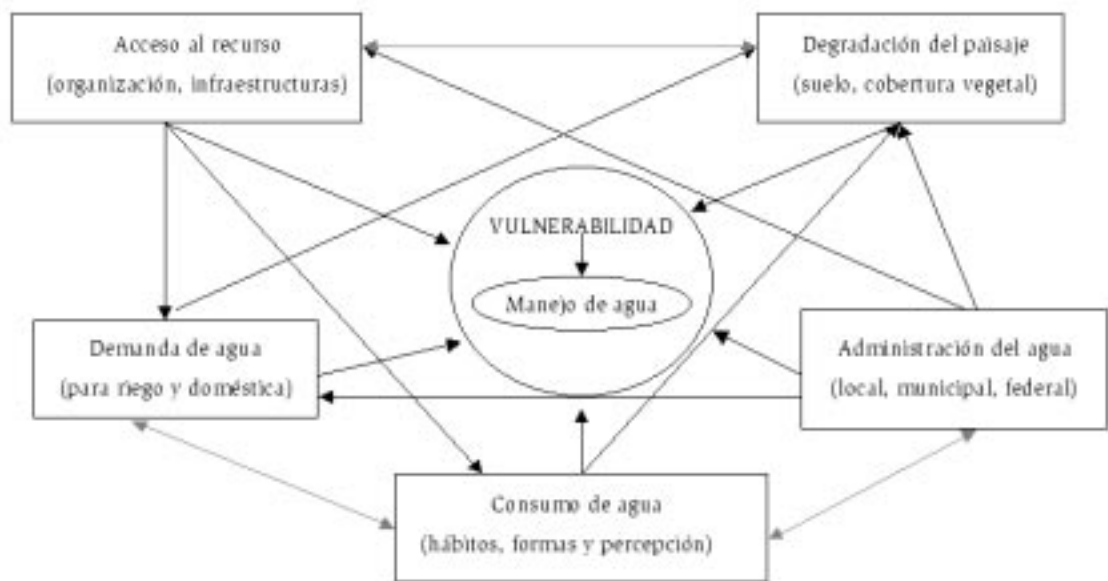 Acceso al recurso
(organización, infraestructuras)
Degradación del paisaje
(suelo, cobertura vegetal)
VULNERABILIDAD
Manejo de agua
Demanda de agua
(para riego y doméstica)
Administración del agua
(local, municipal, federal)
Consumo de agua
(hábitos, formas y percepción)